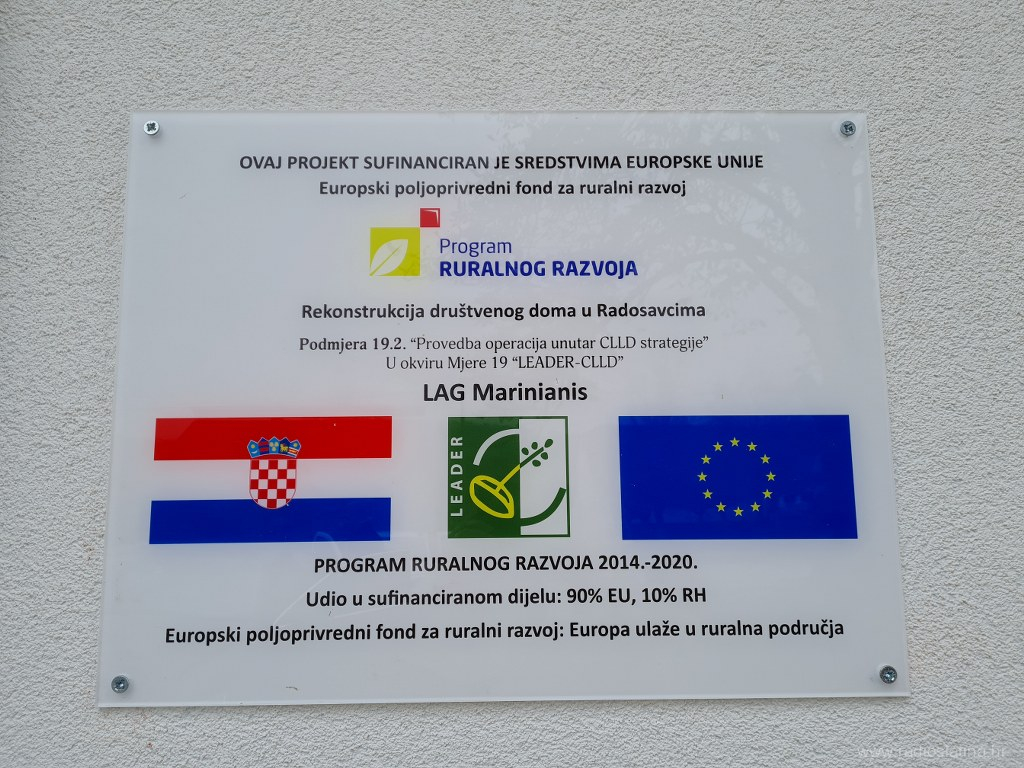 OVAJ PROJEKT SUFINANCIRAN JE SREDSTVIMA EUROPSKE UNIJE
Europski poljoprivredni fond za ruralni razvoj
Program
RURALNOG RAZVOJA
Rekonstrukcija društvenog doma u Radosavcima
Podmjera 19.2. “Provedba operacija unutar CLLD strategije”
U okviru Mjere 19 “LEADER-CLLD”
LAG Marinianis
LEADER
PROGRAM RURALNOG RAZVOJA 2014.-2020.
Udio u sufinanciranom dijelu: 90% EU, 10% RH
Europski poljoprivredni fond za ruralni razvoj: Europa ulaže u ruralna područja
www.radioslatina.hr